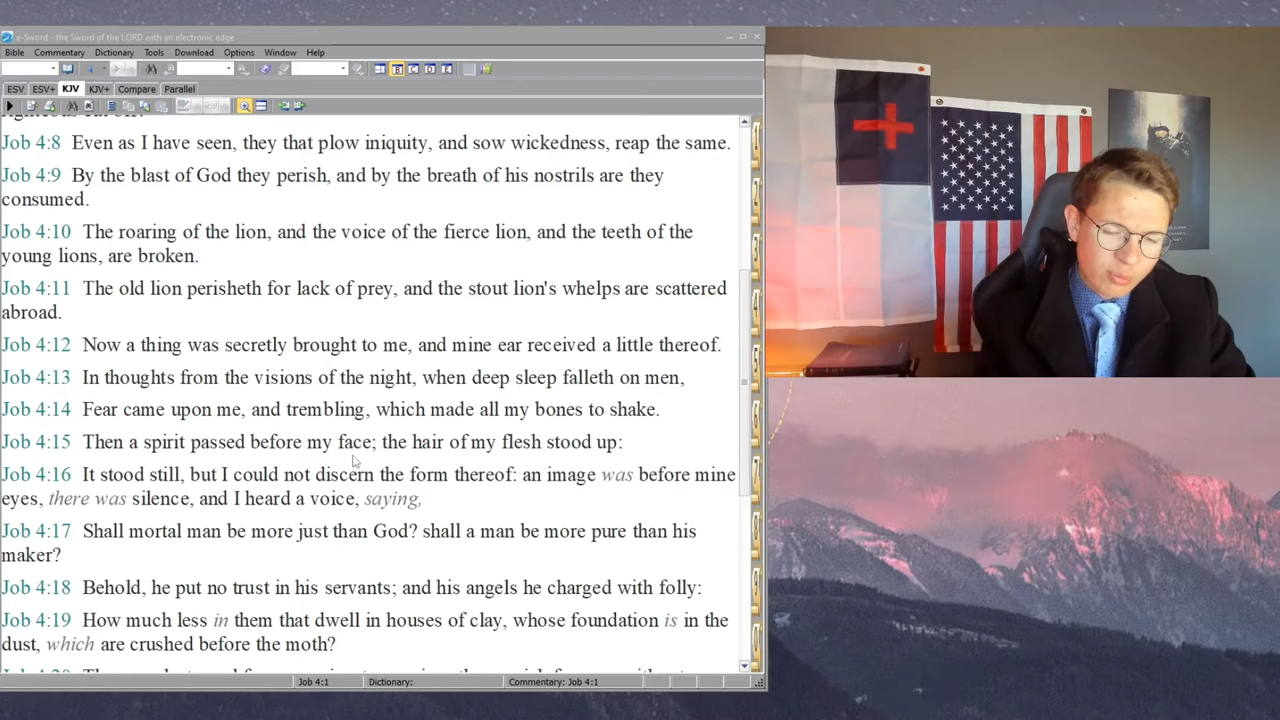 e-Sword - the Sword of the LORD with an electronic edge
Bible Commentary Dictionary Tools Download Options Window Help
B C D E
ESV ESV+ KJV KJV+ Compare Parallel
Job 4:8 Even as I have seen, they that plow iniquity, and sow wickedness, reap the same.
Job 4:9 By the blast of God they perish, and by the breath of his nostrils are they
consumed.
Job 4:10 The roaring of the lion, and the voice of the fierce lion, and the teeth of the
young lions, are broken.
Job 4:11 The old lion perisheth for lack of prey, and the stout lion's whelps are scattered
abroad.
Job 4:12 Now a thing was secretly brought to me, and mine ear received a little thereof.
Job 4:13 In thoughts from the visions of the night, when deep sleep falleth on men,
Job 4:14 Fear came upon me, and trembling, which made all my bones to shake.
Job 4:15 Then a spirit passed before my face; the hair of my flesh stood up:
Job 4:16 It stood still, but I could not discern the form thereof: an image was before mine
eyes, there was silence, and I heard a voice, saying,
Job 4:17 Shall mortal man be more just than God? shall a man be more pure than his
maker?
Job 4:18 Behold, he put no trust in his servants; and his angels he charged with folly:
Job 4:19 How much less in them that dwell in houses of clay, whose foundation is in the
dust, which are crushed before the moth?
Job 4:1 Dictionary: Commentary: Job 4:1